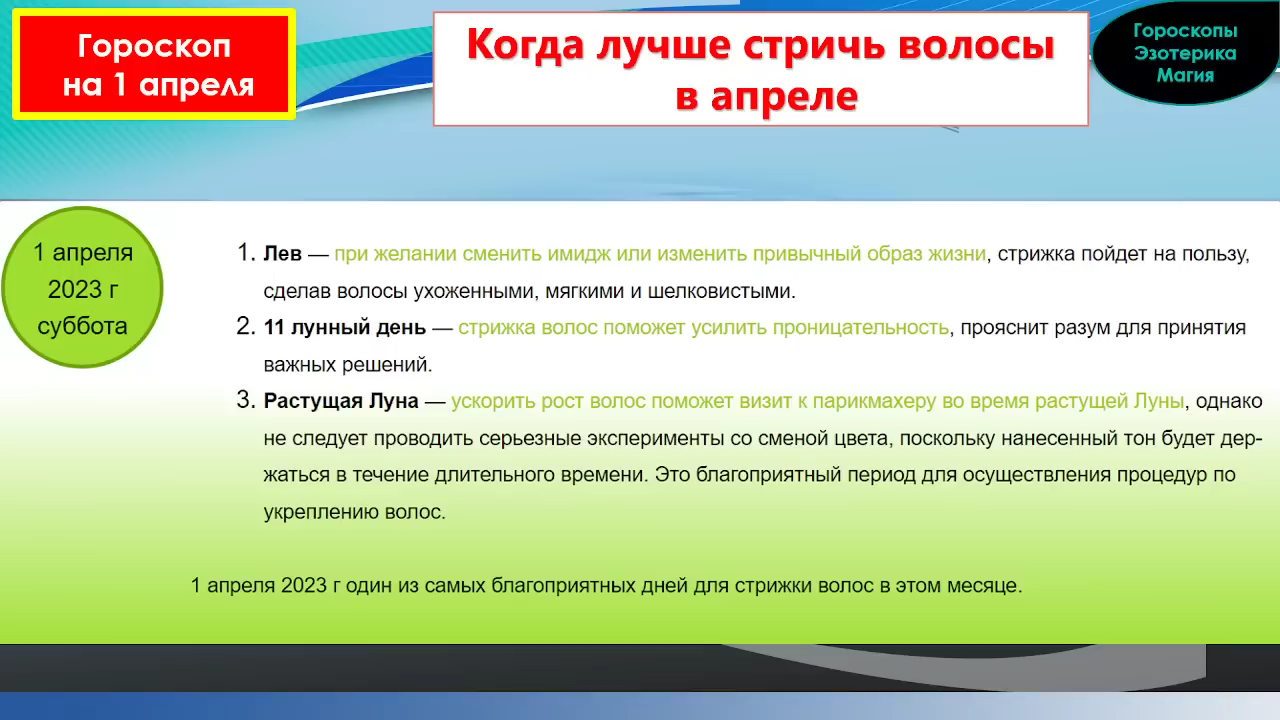 Гороскоп
на 1 апреля
Когда лучше стричь волосы
в апреле
Гороскопы
Эзотерика
Магия
1 апреля
2023 г
суббота
1. Лев — при желании сменить имидж или изменить привычный образ жизни, стрижка пойдет на пользу,
сделав волосы ухоженными, мягкими и шелковистыми.
2. 11 лунный день — стрижка волос поможет усилить проницательность, прояснит разум для принятия
важных решений.
3. Растущая Луна — ускорить рост волос поможет визит к парикмахеру во время растущей Луны, однако
не следует проводить серьезные эксперименты со сменой цвета, поскольку нанесенный тон будет дер-
жаться в течение длительного времени. Это благоприятный период для осуществления процедур по
укреплению волос.
1 апреля 2023 г один из самых благоприятных дней для стрижки волос в этом месяце.